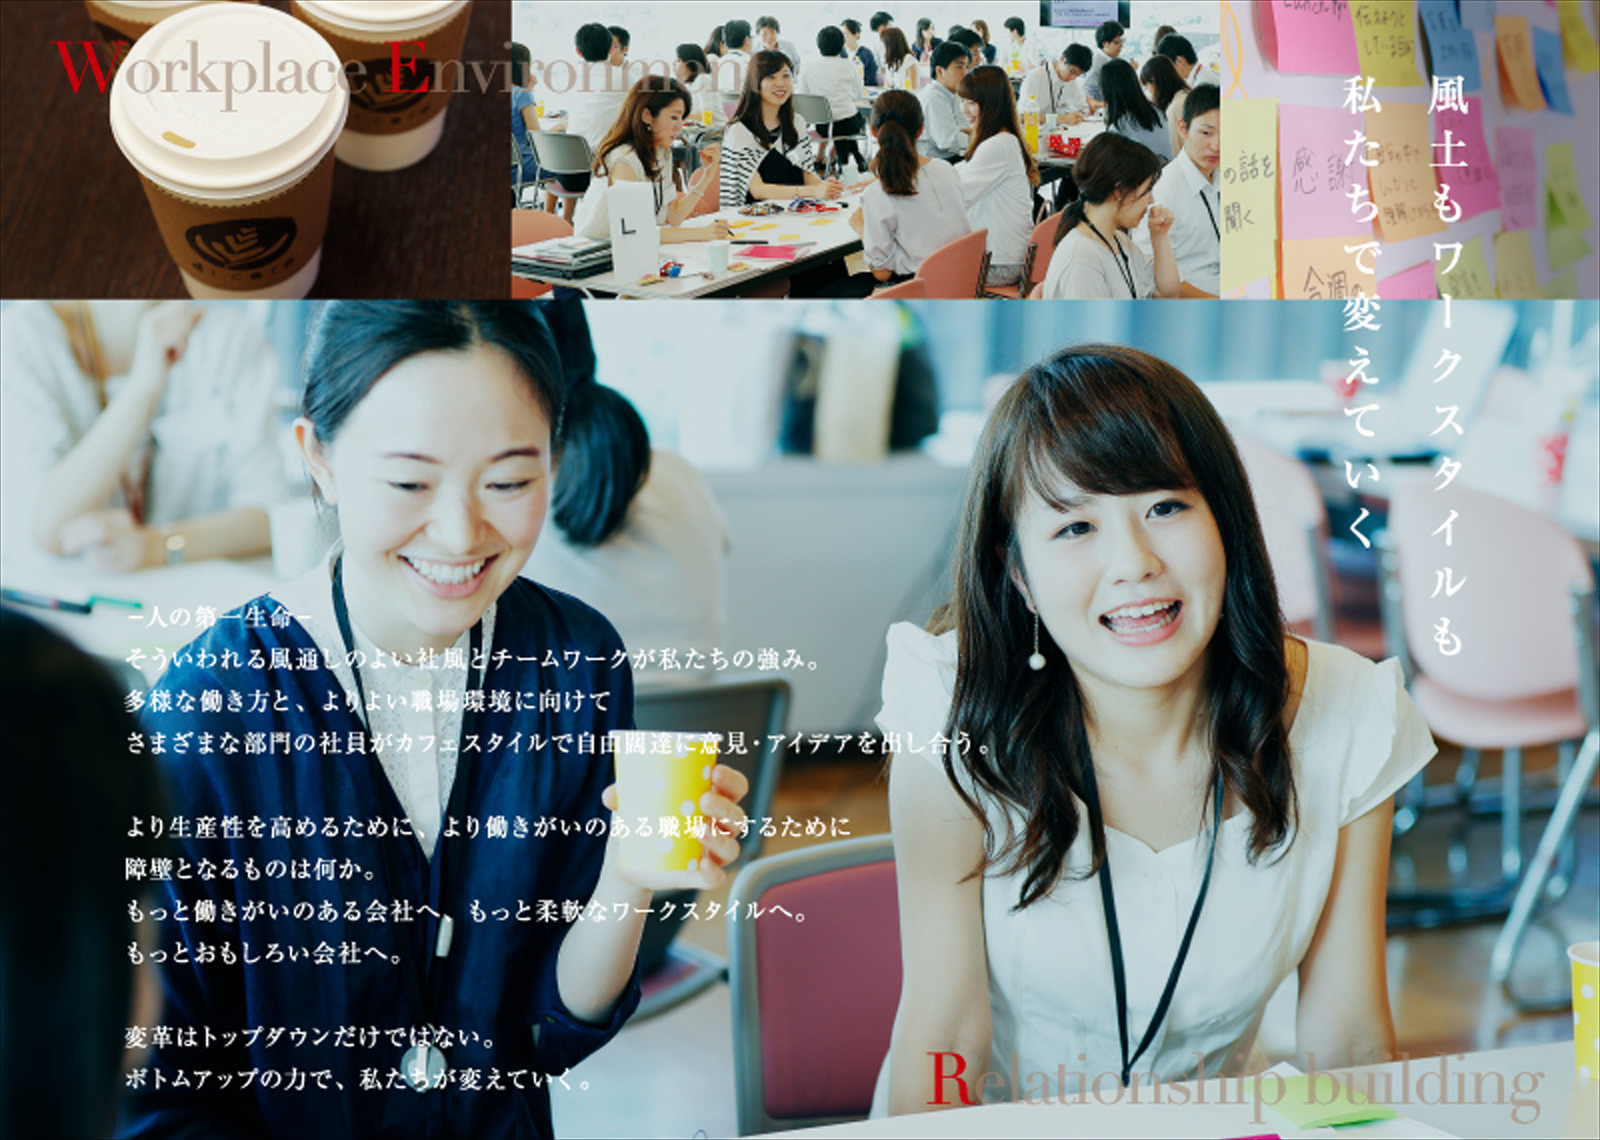 Workplace Environment
風土もワークスタイルも
私たちで変えていく
L
の話を
聞く
感謝
−人の第一生命−
そういわれる風通しのよい社風とチームワークが私たちの強み。
多様な働き方と、よりよい職場環境に向けて
さまざまな部門の社員がカフェスタイルで自由闊達に意見・アイデアを出し合う。
より生産性を高めるために、より働きがいのある職場にするために
障壁となるものは何か。
もっと働きがいのある会社へ、もっと柔軟なワークスタイルへ。
もっとおもしろい会社へ。
変革はトップダウンだけではない。
ボトムアップの力で、私たちが変えていく。
Relationship building